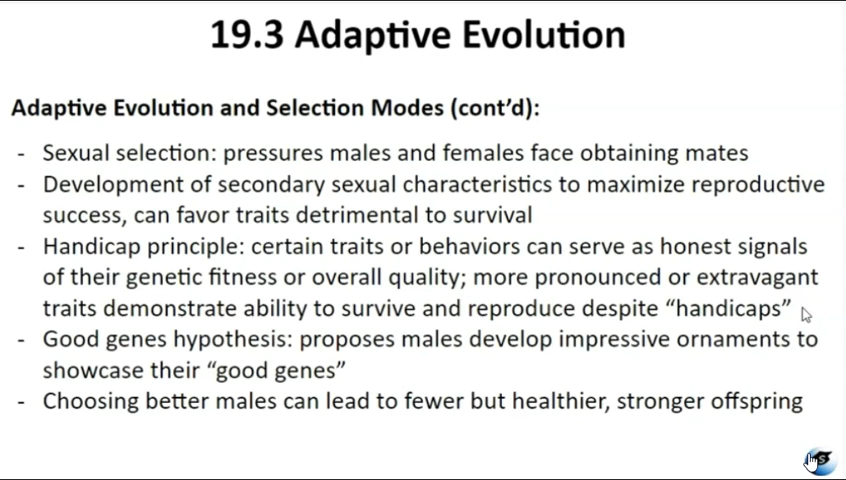 19.3 Adaptive Evolution
Adaptive Evolution and Selection Modes (cont'd):
- Sexual selection: pressures males and females face obtaining mates
- Development of secondary sexual characteristics to maximize reproductive
success, can favor traits detrimental to survival
- Handicap principle: certain traits or behaviors can serve as honest signals
of their genetic fitness or overall quality; more pronounced or extravagant
traits demonstrate ability to survive and reproduce despite “handicaps”
- Good genes hypothesis: proposes males develop impressive ornaments to
showcase their “good genes”
- Choosing better males can lead to fewer but healthier, stronger offspring